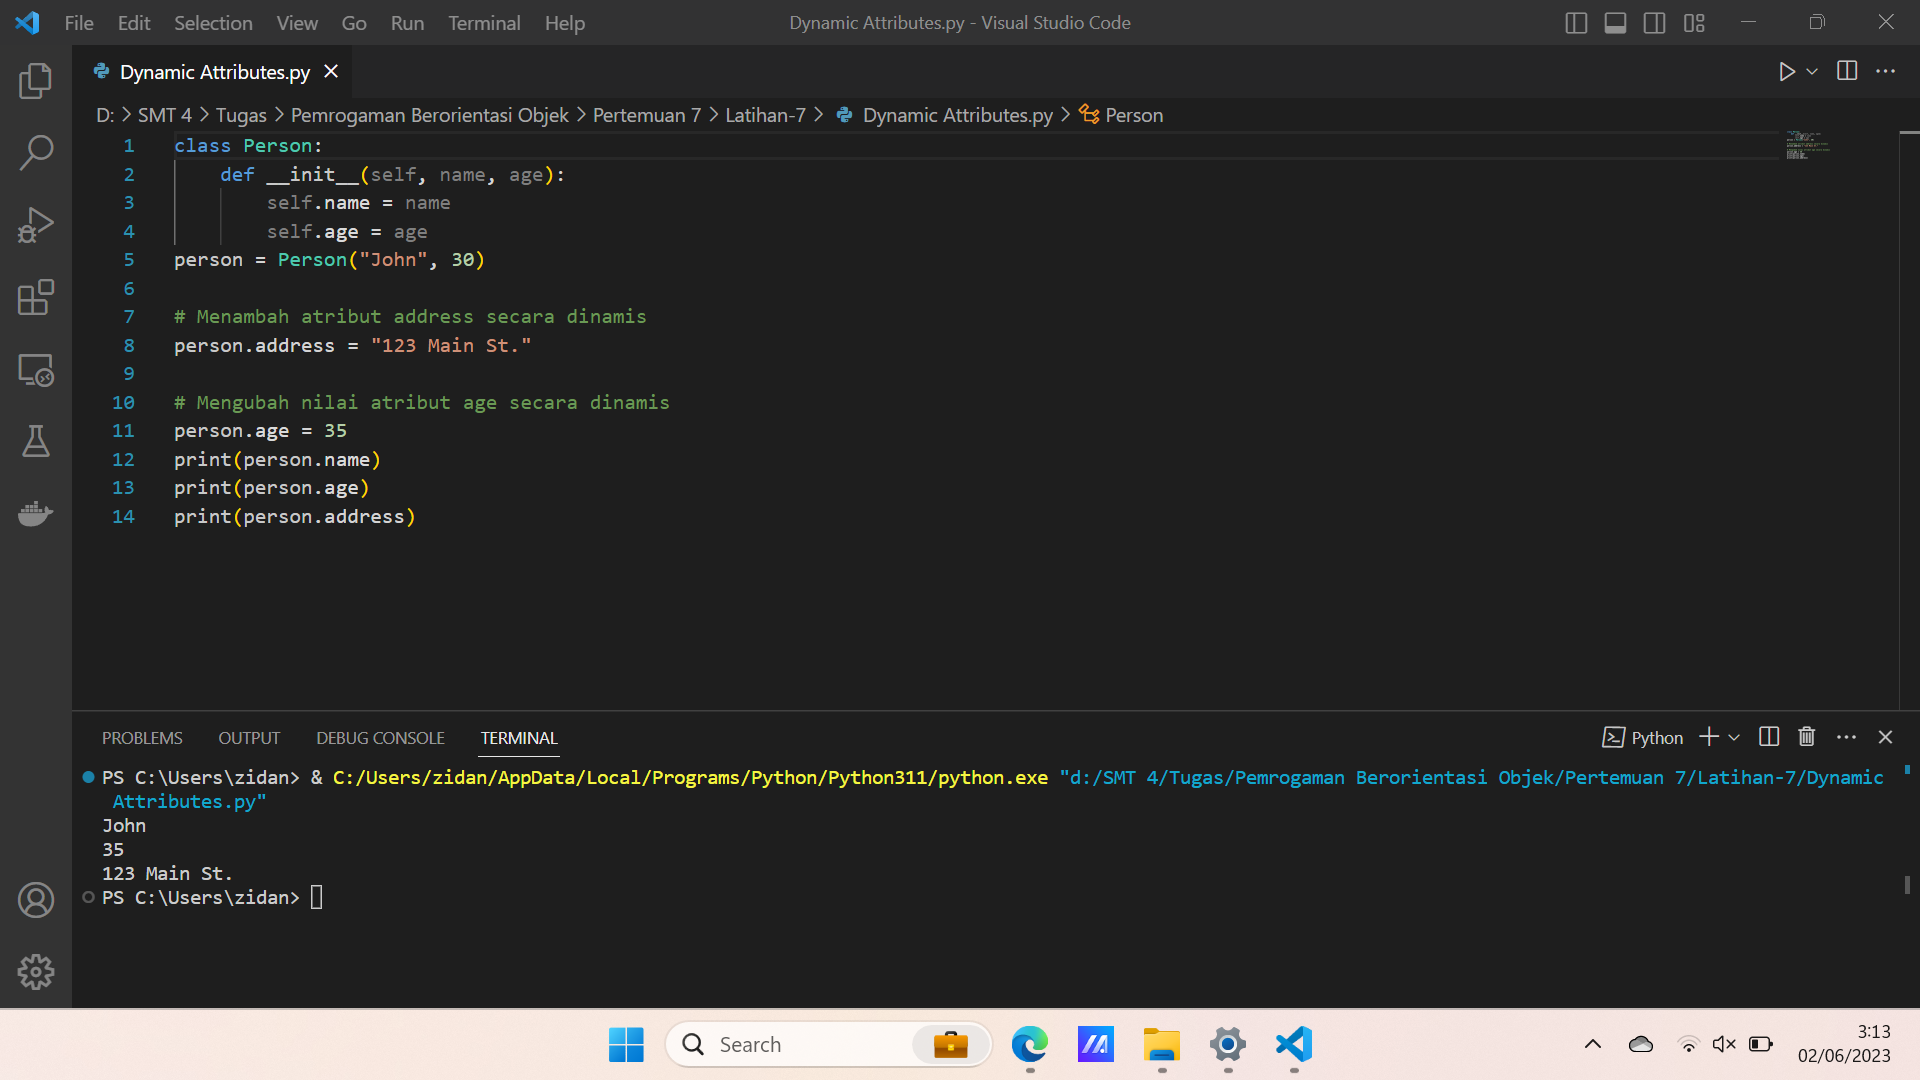 File Edit Selection View Go Run Terminal Help Dynamic Attributes.py - Visual Studio Code
Dynamic Attributes.py
D: > SMT 4 > Tugas > Pemrogaman Berorientasi Objek > Pertemuan 7 > Latihan-7 > Dynamic Attributes.py > Person
1 class Person:
2     def __init__(self, name, age):
3         self.name = name
4         self.age = age
5 person = Person("John", 30)
6
7 # Menambah atribut address secara dinamis
8 person.address = "123 Main St."
9
10 # Mengubah nilai atribut age secara dinamis
11 person.age = 35
12 print(person.name)
13 print(person.age)
14 print(person.address)
PROBLEMS OUTPUT DEBUG CONSOLE TERMINAL Python
PS C:\Users\zidan> & C:/Users/zidan/AppData/Local/Programs/Python/Python311/python.exe "d:/SMT 4/Tugas/Pemrogaman Berorientasi Objek/Pertemuan 7/Latihan-7/Dynamic
Attributes.py"
John
35
123 Main St.
PS C:\Users\zidan>
Search
3:13
02/06/2023